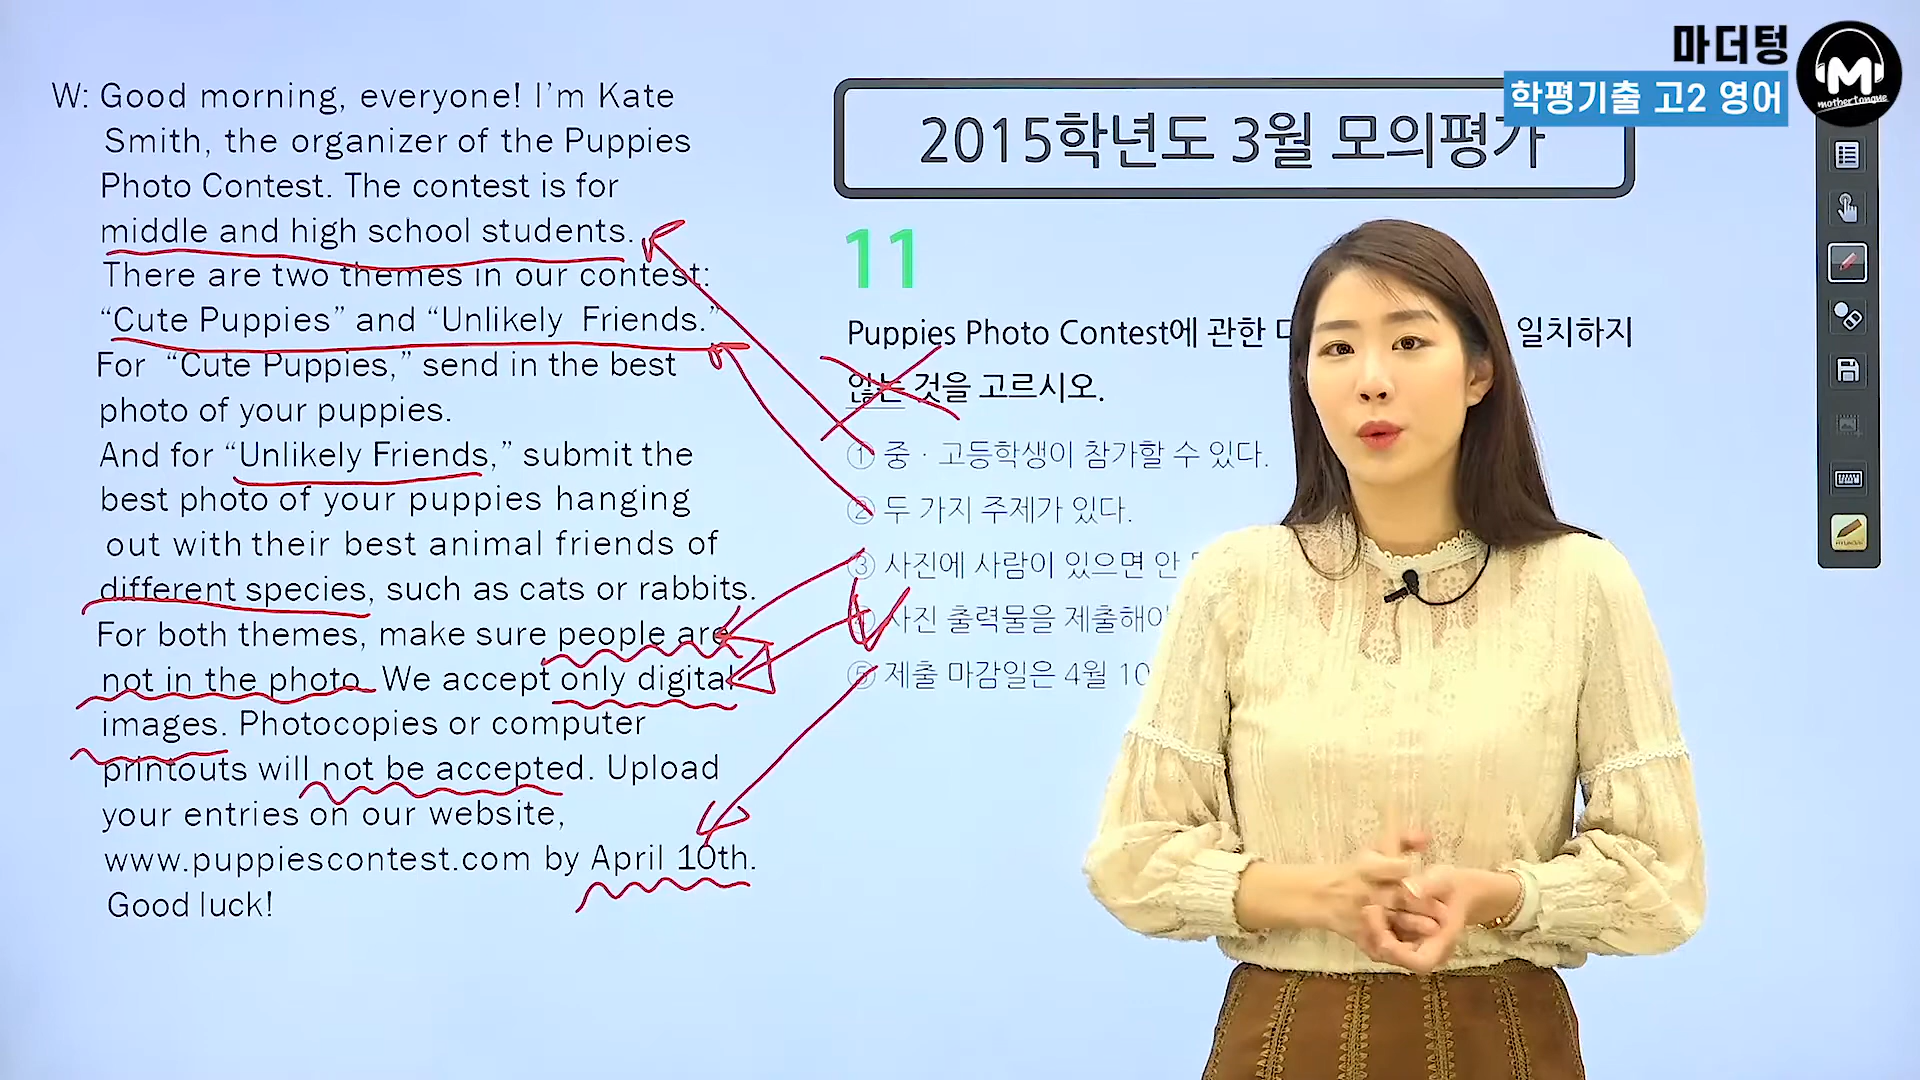 W: Good morning, everyone! I'm Kate
Smith, the organizer of the Puppies
Photo Contest. The contest is for
middle and high school students.
There are two themes in our contest:
“Cute Puppies” and “Unlikely Friends.”
For “Cute Puppies,” send in the best
photo of your puppies.
And for “Unlikely Friends,” submit the
best photo of your puppies hanging
out with their best animal friends of
different species, such as cats or rabbits.
For both themes, make sure people are
not in the photo. We accept only digital
images. Photocopies or computer
printouts will not be accepted. Upload
your entries on our website,
www.puppiescontest.com by April 10th.
Good luck!
마더텅
학평기출 고2 영어
M
mothertongue
2015학년도 3월 모의평가
11
Puppies Photo Contest에 관한 일치하지
않는 것을 고르시오.
① 중·고등학생이 참가할 수 있다.
② 두 가지 주제가 있다.
③ 사진에 사람이 있으면 안
④ 사진 출력물을 제출해야
⑤ 제출 마감일은 4월 10